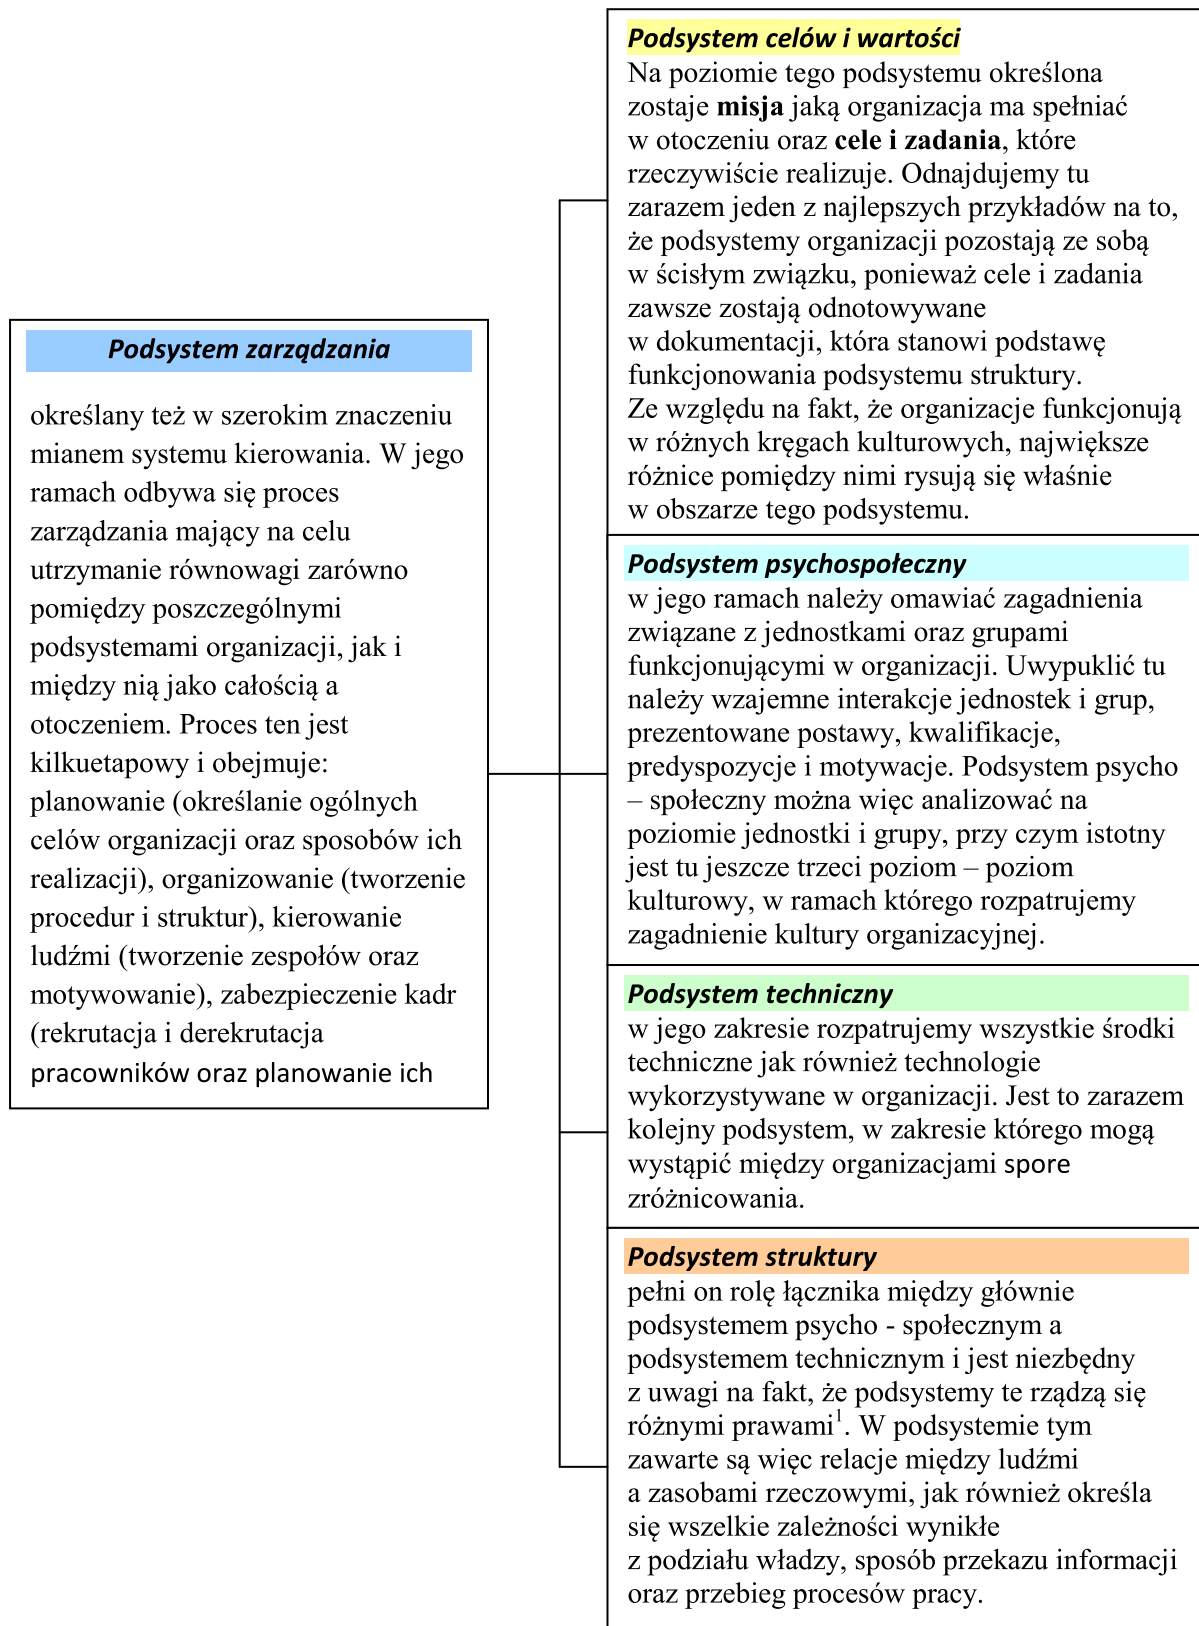 Podsystem zarządzania
określany też w szerokim znaczeniu
mianem systemu kierowania. W jego
ramach odbywa się proces
zarządzania mający na celu
utrzymanie równowagi zarówno
pomiędzy poszczególnymi
podsystemami organizacji, jak i
między nią jako całością a
otoczeniem. Proces ten jest
kilkuetapowy i obejmuje:
planowanie (określanie ogólnych
celów organizacji oraz sposobów ich
realizacji), organizowanie (tworzenie
procedur i struktur), kierowanie
ludźmi (tworzenie zespołów oraz
motywowanie), zabezpieczenie kadr
(rekrutacja i derekrutacja
pracowników oraz planowanie ich
Podsystem celów i wartości
Na poziomie tego podsystemu określona
zostaje misja jaką organizacja ma spełniać
w otoczeniu oraz cele i zadania, które
rzeczywiście realizuje. Odnajdujemy tu
zarazem jeden z najlepszych przykładów na to,
że podsystemy organizacji pozostają ze sobą
w ścisłym związku, ponieważ cele i zadania
zawsze zostają odnotowywane
w dokumentacji, która stanowi podstawę
funkcjonowania podsystemu struktury.
Ze względu na fakt, że organizacje funkcjonują
w różnych kręgach kulturowych, największe
różnice pomiędzy nimi rysują się właśnie
w obszarze tego podsystemu.
Podsystem psychospołeczny
w jego ramach należy omawiać zagadnienia
związane z jednostkami oraz grupami
funkcjonującymi w organizacji. Uwypuklić tu
należy wzajemne interakcje jednostek i grup,
prezentowane postawy, kwalifikacje,
predyspozycje i motywacje. Podsystem psycho
– społeczny można więc analizować na
poziomie jednostki i grupy, przy czym istotny
jest tu jeszcze trzeci poziom – poziom
kulturowy, w ramach którego rozpatrujemy
zagadnienie kultury organizacyjnej.
Podsystem techniczny
w jego zakresie rozpatrujemy wszystkie środki
techniczne jak również technologie
wykorzystywane w organizacji. Jest to zarazem
kolejny podsystem, w zakresie którego mogą
wystąpić między organizacjami spore
zróżnicowania.
Podsystem struktury
pełni on rolę łącznika między głównie
podsystemem psycho - społecznym a
podsystemem technicznym i jest niezbędny
z uwagi na fakt, że podsystemy te rządzą się
różnymi prawami¹. W podsystemie tym
zawarte są więc relacje między ludźmi
a zasobami rzeczowymi, jak również określa
się wszelkie zależności wynikłe
z podziału władzy, sposób przekazu informacji
oraz przebieg procesów pracy.